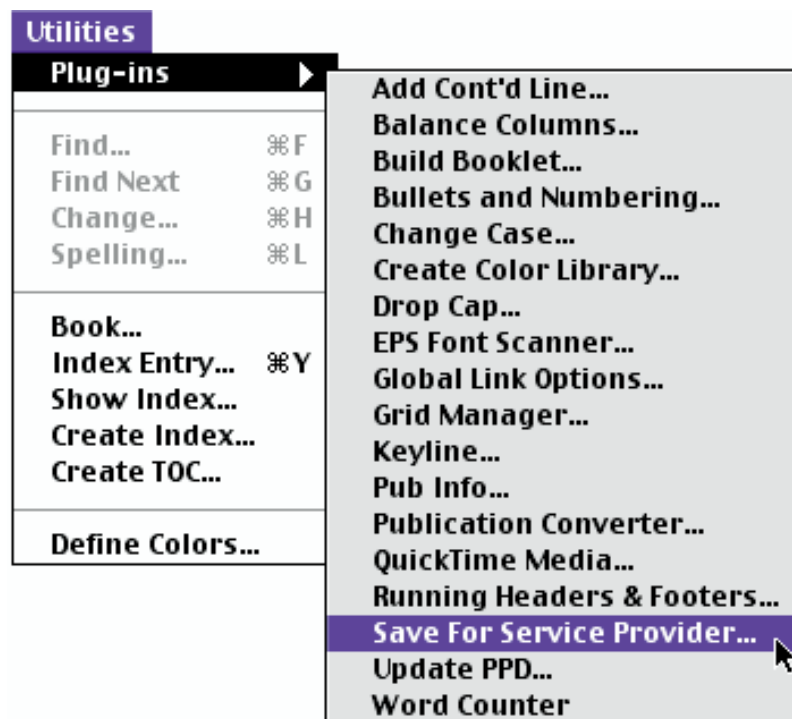 Utilities
Plug-ins
Find... ⌘F
Find Next ⌘G
Change... ⌘H
Spelling... ⌘L
Book...
Index Entry... ⌘Y
Show Index...
Create Index...
Create TOC...
Define Colors...
Add Cont'd Line...
Balance Columns...
Build Booklet...
Bullets and Numbering...
Change Case...
Create Color Library...
Drop Cap...
EPS Font Scanner...
Global Link Options...
Grid Manager...
Keyline...
Pub Info...
Publication Converter...
QuickTime Media...
Running Headers & Footers...
Save For Service Provider...
Update PPD...
Word Counter